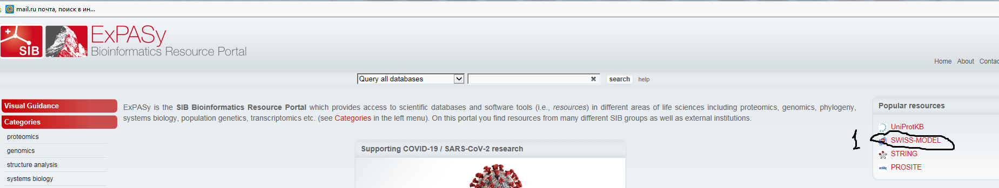 mail.ru почта, поиск в ин...
SIB
ExPASy
Bioinformatics Resource Portal
Home About Contac
Query all databases search help
Visual Guidance
Categories
proteomics
genomics
structure analysis
systems biology
ExPASy is the SIB Bioinformatics Resource Portal which provides access to scientific databases and software tools (i.e., resources) in different areas of life sciences including proteomics, genomics, phylogeny,
systems biology, population genetics, transcriptomics etc. (see Categories in the left menu). On this portal you find resources from many different SIB groups as well as external institutions.
Supporting COVID-19 / SARS-CoV-2 research
Popular resources
UniProtKB
1 SWISS-MODEL
STRING
PROSITE